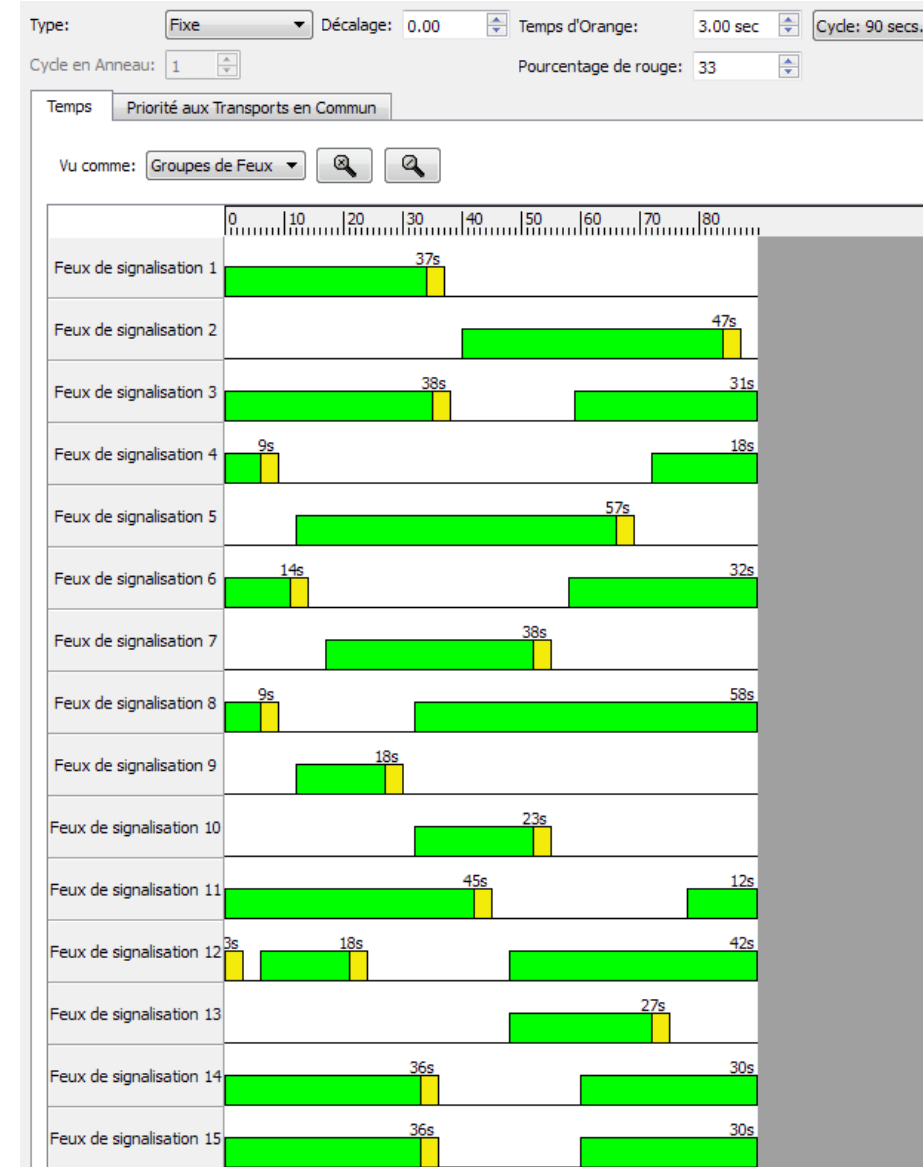 Type: Fixe Décalage: 0.00 Temps d'Orange: 3.00 sec Cycle: 90 secs.
Cycle en Anneau: 1 Pourcentage de rouge: 33
Temps Priorité aux Transports en Commun
Vu comme: Groupes de Feux
0 10 20 30 40 50 60 70 80
Feux de signalisation 1 37s
Feux de signalisation 2 47s
Feux de signalisation 3 38s 31s
Feux de signalisation 4 9s 18s
Feux de signalisation 5 57s
Feux de signalisation 6 14s 32s
Feux de signalisation 7 38s
Feux de signalisation 8 9s 58s
Feux de signalisation 9 18s
Feux de signalisation 10 23s
Feux de signalisation 11 45s 12s
Feux de signalisation 12 3s 18s 42s
Feux de signalisation 13 27s
Feux de signalisation 14 36s 30s
Feux de signalisation 15 36s 30s